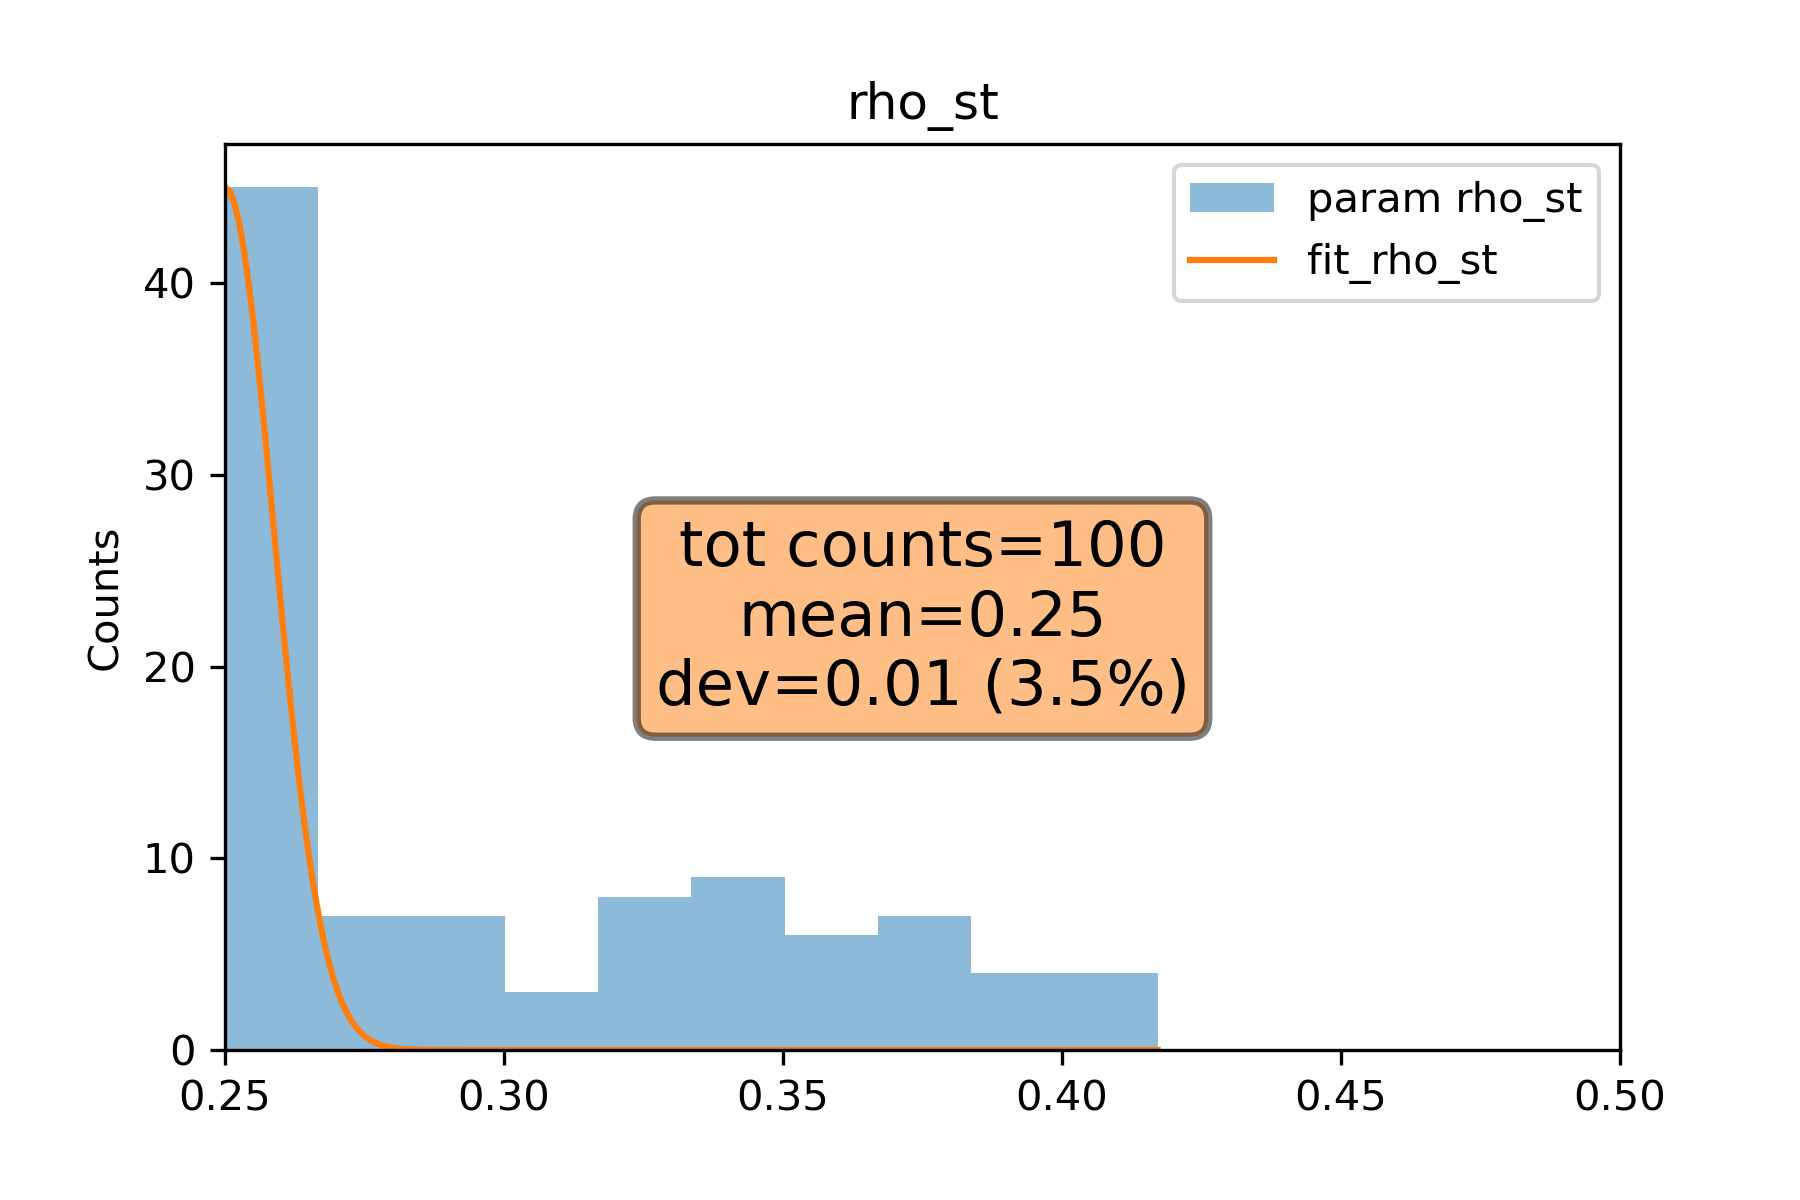 rho_st
param rho_st
fit_rho_st
Counts
40
30
20
10
0
tot counts=100
mean=0.25
dev=0.01 (3.5%)
0.25 0.30 0.35 0.40 0.45 0.50